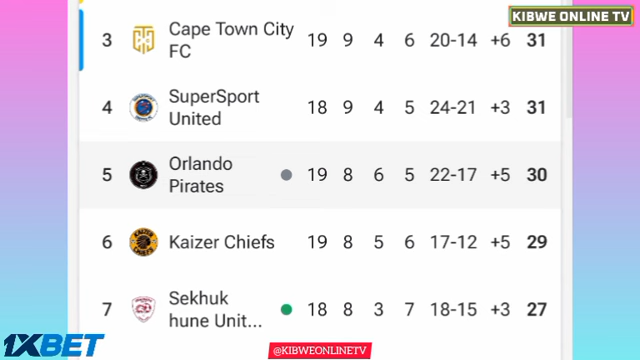 KIBWE ONLINE TV
3 Cape Town City FC 19 9 4 6 20-14 +6 31
4 SuperSport United 18 9 4 5 24-21 +3 31
5 Orlando Pirates 19 8 6 5 22-17 +5 30
6 Kaizer Chiefs 19 8 5 6 17-12 +5 29
7 Sekhuk hune Unit... 18 8 3 7 18-15 +3 27
1XBET
@KIBWEONLINETV